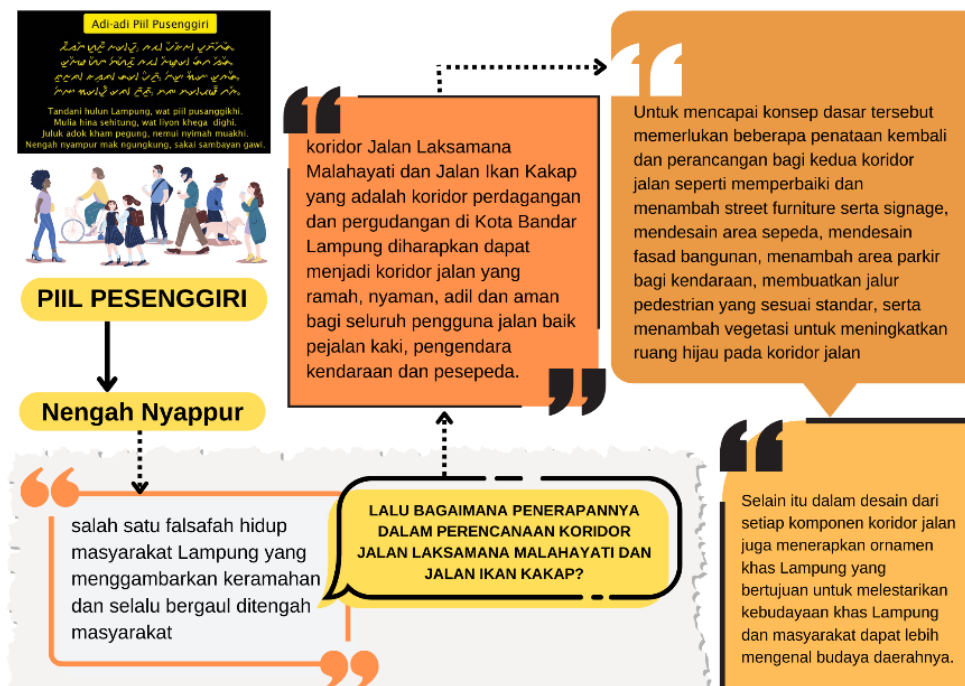 Adi-adi Piil Pusenggiri
Tandani hulun Lampung, wat piil pusanggikhi.
Mulia hina sehitung, wat liyon khega dighi.
Juluk adok kham pegung, nemui nyimah muakhi.
Nengah nyampur mak ngungkung, sakai sambayan gawi.
PIIL PESENGGIRI
Nengah Nyappur
salah satu falsafah hidup
masyarakat Lampung yang
menggambarkan keramahan
dan selalu bergaul ditengah
masyarakat
LALU BAGAIMANA PENERAPANNYA
DALAM PERENCANAAN KORIDOR
JALAN LAKSAMANA MALAHAYATI DAN
JALAN IKAN KAKAP?
koridor Jalan Laksamana
Malahayati dan Jalan Ikan Kakap
yang adalah koridor perdagangan
dan pergudangan di Kota Bandar
Lampung diharapkan dapat
menjadi koridor jalan yang
ramah, nyaman, adil dan aman
bagi seluruh pengguna jalan baik
pejalan kaki, pengendara
kendaraan dan pesepeda.
Untuk mencapai konsep dasar tersebut
memerlukan beberapa penataan kembali
dan perancangan bagi kedua koridor
jalan seperti memperbaiki dan
menambah street furniture serta signage,
mendesain area sepeda, mendesain
fasad bangunan, menambah area parkir
bagi kendaraan, membuatkan jalur
pedestrian yang sesuai standar, serta
menambah vegetasi untuk meningkatkan
ruang hijau pada koridor jalan
Selain itu dalam desain dari
setiap komponen koridor jalan
juga menerapkan ornamen
khas Lampung yang
bertujuan untuk melestarikan
kebudayaan khas Lampung
dan masyarakat dapat lebih
mengenal budaya daerahnya.